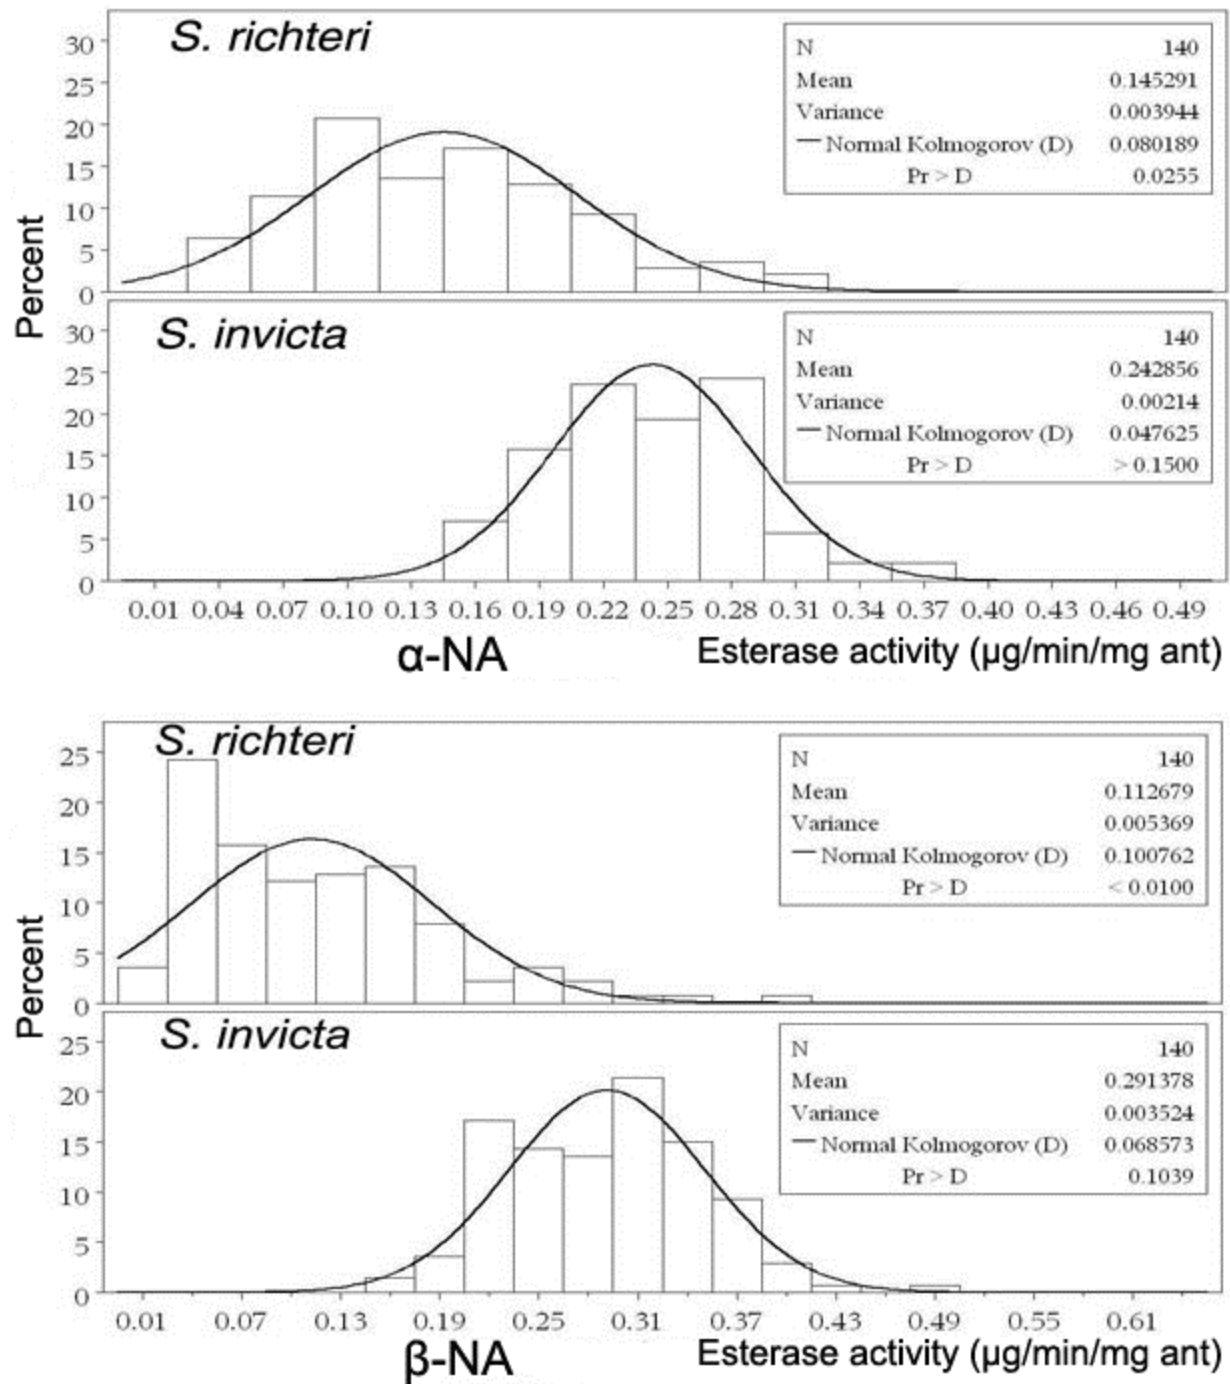 S. richteri
30
25
20
15
10
5
0
N 140
Mean 0.145291
Variance 0.003944
Normal Kolmogorov (D) 0.080189
Pr > D 0.0255
Percent
S. invicta
30
25
20
15
10
5
0
N 140
Mean 0.242856
Variance 0.00214
Normal Kolmogorov (D) 0.047625
Pr > D > 0.1500
0.01 0.04 0.07 0.10 0.13 0.16 0.19 0.22 0.25 0.28 0.31 0.34 0.37 0.40 0.43 0.46 0.49
α-NA Esterase activity (µg/min/mg ant)
S. richteri
25
20
15
10
5
0
N 140
Mean 0.112679
Variance 0.005369
Normal Kolmogorov (D) 0.100762
Pr > D < 0.0100
Percent
S. invicta
25
20
15
10
5
0
N 140
Mean 0.291378
Variance 0.003524
Normal Kolmogorov (D) 0.068573
Pr > D 0.1039
0.01 0.07 0.13 0.19 0.25 0.31 0.37 0.43 0.49 0.55 0.61
β-NA Esterase activity (µg/min/mg ant)